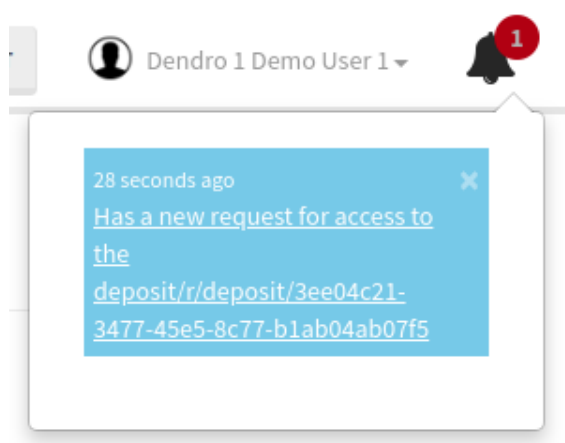 Dendro 1 Demo User 1
1
28 seconds ago
Has a new request for access to
the
deposit/r/deposit/3ee04c21-
3477-45e5-8c77-b1ab04ab07f5